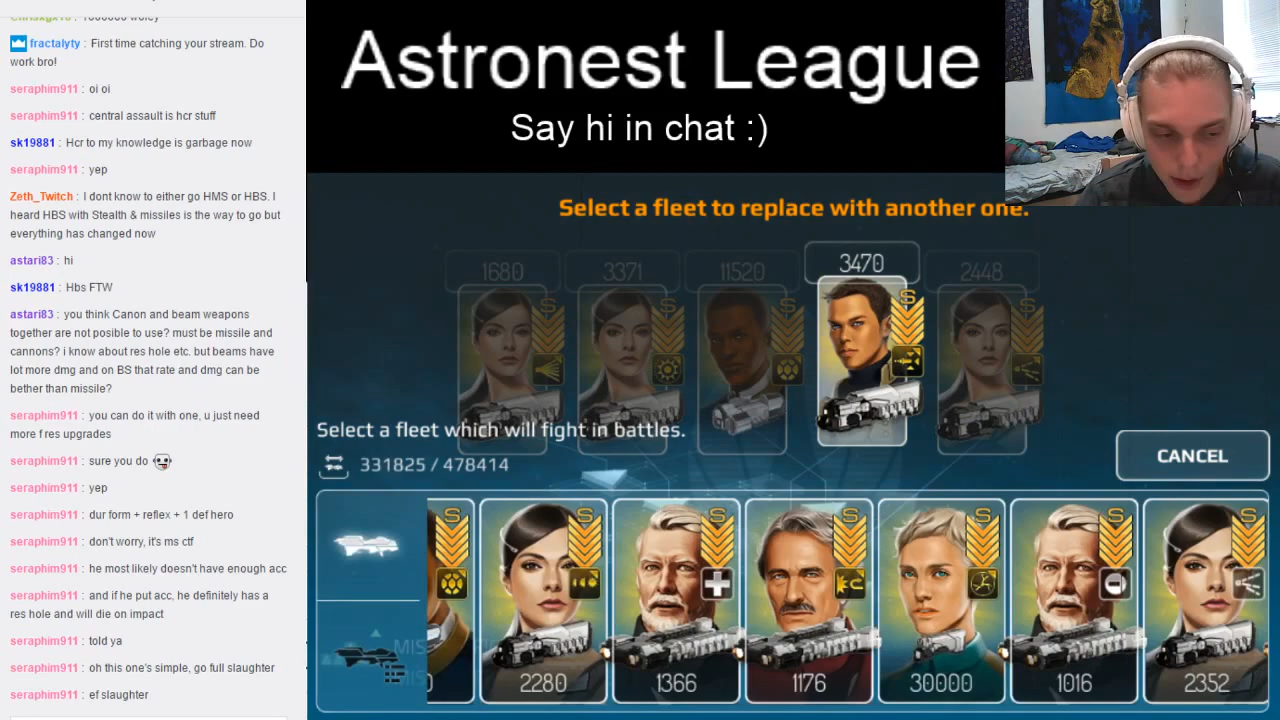 fractalyty : First time catching your stream. Do
work bro!
seraphim911 : oi oi
seraphim911 : central assault is hcr stuff
sk19881 : Hcr to my knowledge is garbage now
seraphim911 : yep
Zeth_Twitch : I dont know to either go HMS or HBS. I
heard HBS with Stealth & missiles is the way to go but
everything has changed now
astari83 : hi
sk19881 : Hbs FTW
astari83 : you think Canon and beam weapons
together are not posible to use? must be missile and
cannons? i know about res hole etc. but beams have
lot more dmg and on BS that rate and dmg can be
bether than missile?
seraphim911 : you can do it with one, u just need
more f res upgrades
seraphim911 : sure you do
seraphim911 : yep
seraphim911 : dur form + reflex + 1 def hero
seraphim911 : don't worry, it's ms ctf
seraphim911 : he most likely doesn't have enough acc
seraphim911 : and if he put acc, he definitely has a
res hole and will die on impact
seraphim911 : told ya
seraphim911 : oh this one's simple, go full slaughter
seraphim911 : ef slaughter
Astronest League
Say hi in chat :)
Select a fleet to replace with another one.
1680 3371 11520 3470 2448
S S S S S
Select a fleet which will fight in battles.
331825 / 478414
CANCEL
S S S S S S S
2280 1366 1176 30000 1016 2352